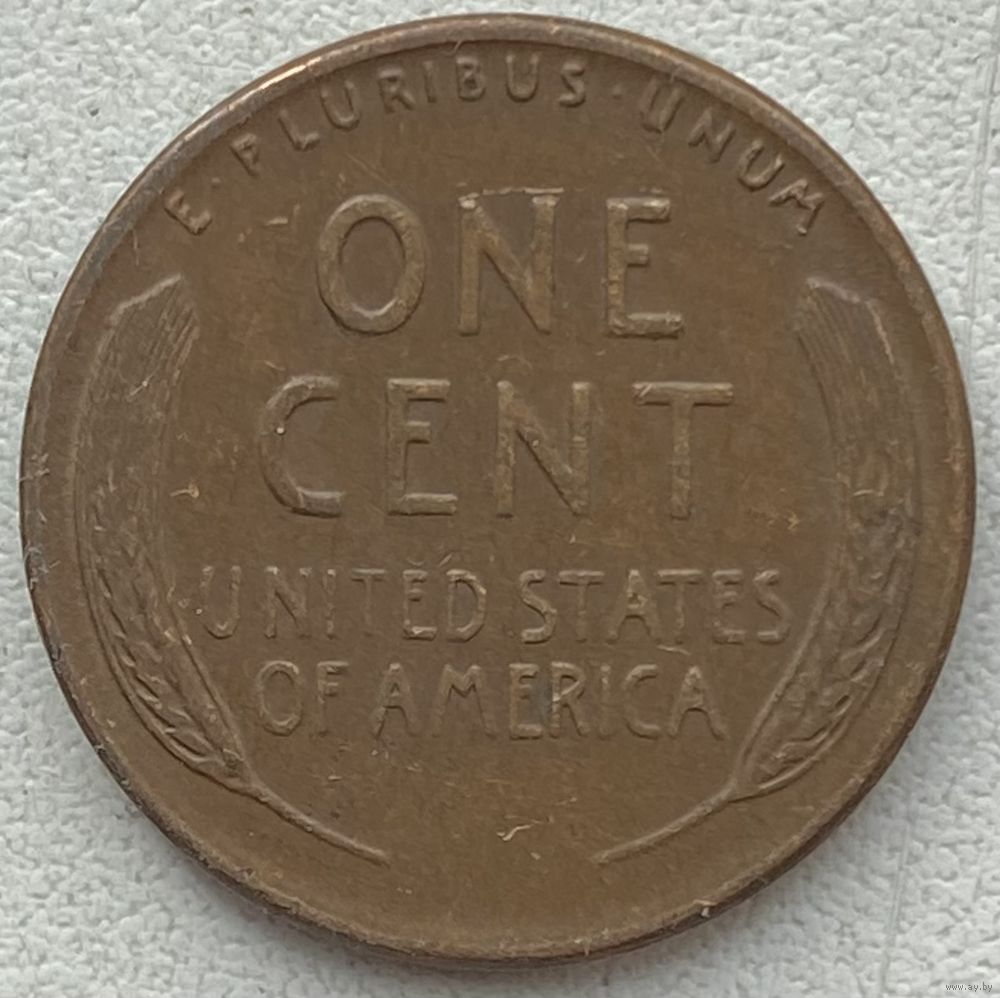 E · PLURIBUS · UNUM
ONE
CENT
UNITED STATES
OF AMERICA
www.ay.by